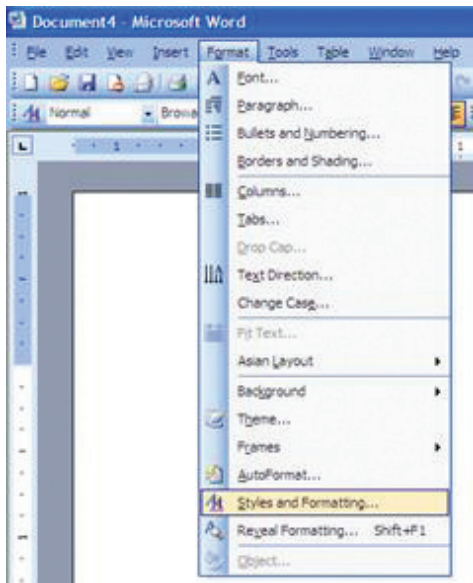 Document4 - Microsoft Word
File Edit View Insert Format Tools Table Window Help
Normal
Font...
Paragraph...
Bullets and Numbering...
Borders and Shading...
Columns...
Tabs...
Drop Cap...
Text Direction...
Change Case...
Fit Text...
Asian Layout
Background
Theme...
Frames
AutoFormat...
Styles and Formatting...
Reveal Formatting... Shift+F1
Object...